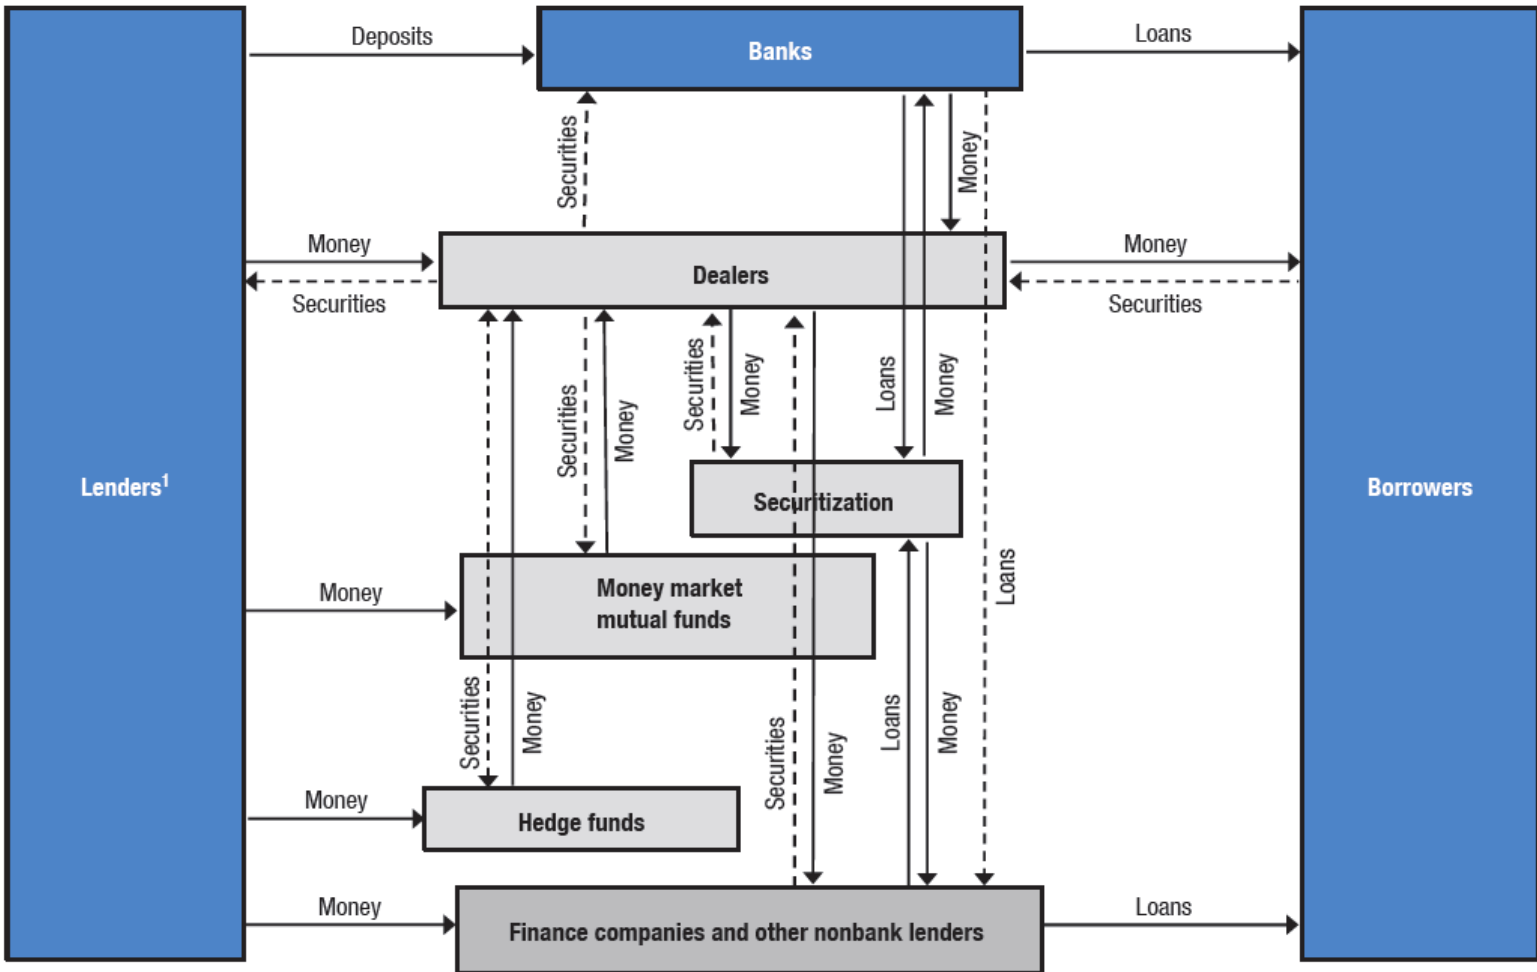 Deposits
Banks
Loans
Securities
Money
Money
Dealers
Money
Securities
Securities
Securities
Money
Securities
Money
Loans
Money
Lenders1
Securitization
Borrowers
Money
Money market
mutual funds
Loans
Securities
Money
Securities
Money
Loans
Money
Money
Hedge funds
Money
Finance companies and other nonbank lenders
Loans